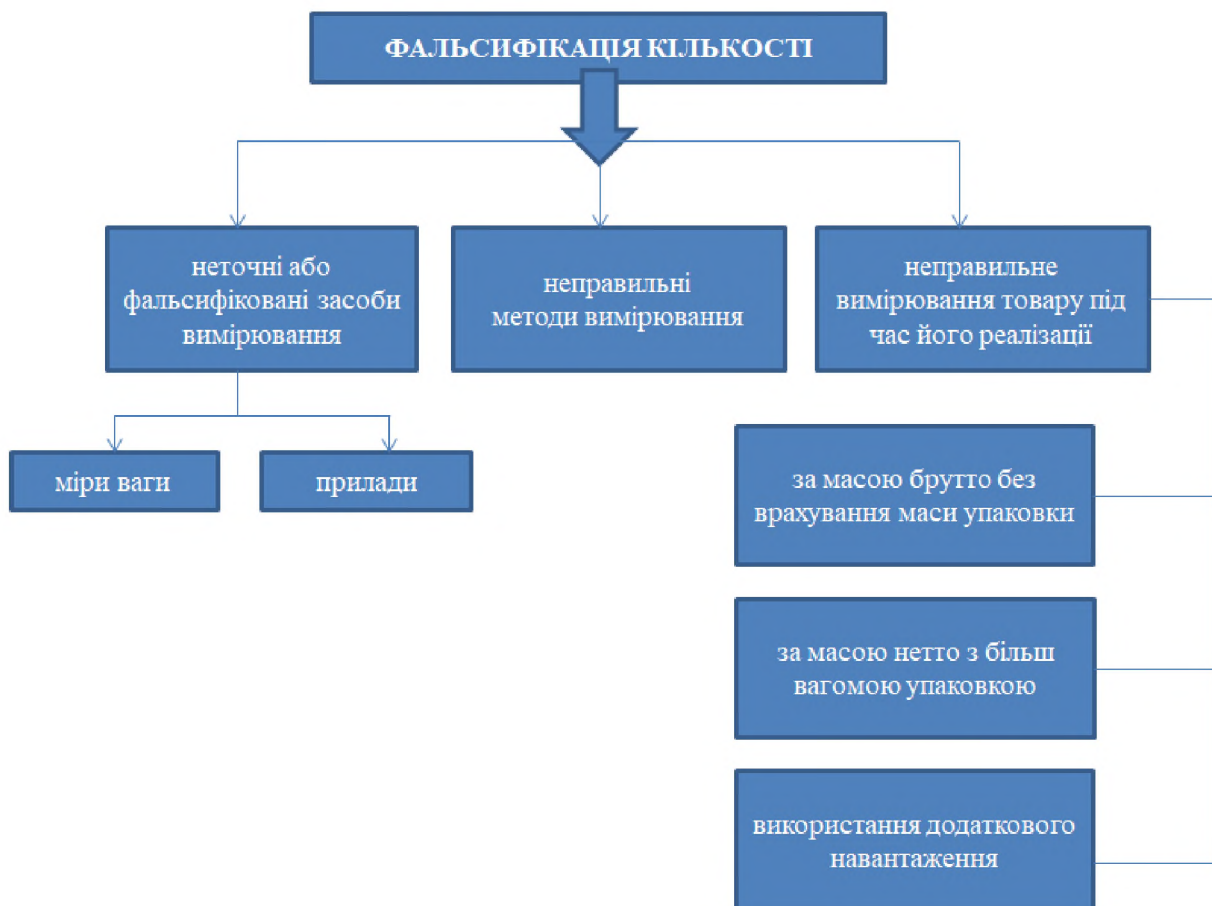 ФАЛЬСИФІКАЦІЯ КІЛЬКОСТІ
неточні або
фальсифіковані засоби
вимірювання
неправильні
методи вимірювання
неправильне
вимірювання товару під
час його реалізації
міри ваги
прилади
за масою брутто без
врахування маси упаковки
за масою нетто з більш
вагомою упаковкою
використання додаткового
навантаження